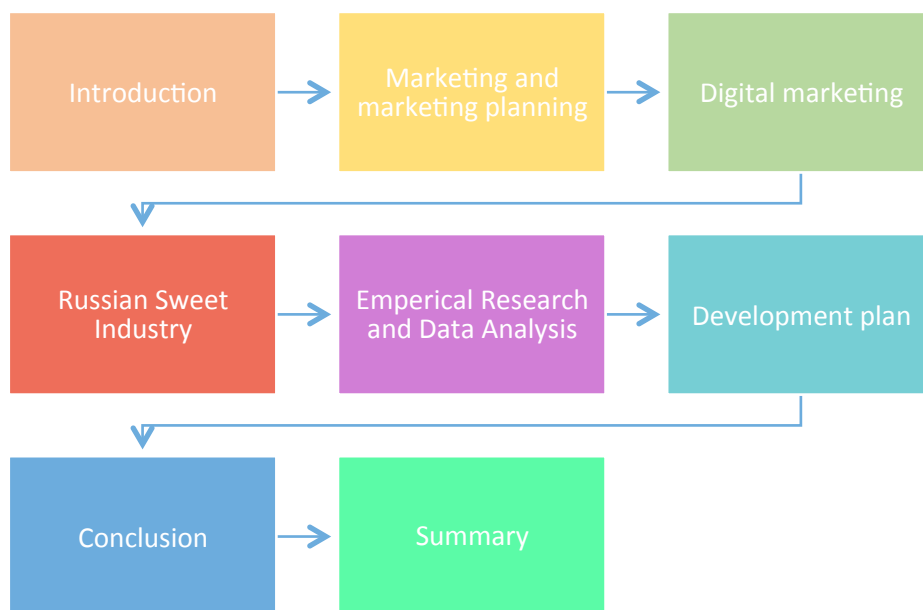 Introduction
Marketing and
marketing planning
Digital marketing
Russian Sweet
Industry
Emperical Research
and Data Analysis
Development plan
Conclusion
Summary